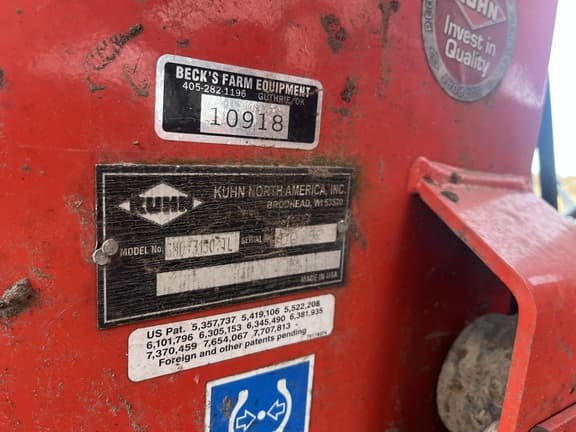 KUHN
Invest in
Quality
BECK'S FARM EQUIPMENT
405-282-1196 GUTHRIE/OK
10918
KUHN
KUHN NORTH AMERICA, INC.
BRODHEAD, WI 53520
MODEL No. SERIAL
MADE IN USA
US Pat. 5,357,737 5,419,106 5,522,208
6,101,796 6,305,153 6,345,490 6,381,935
7,370,459 7,654,067 7,707,813
Foreign and other patents pending